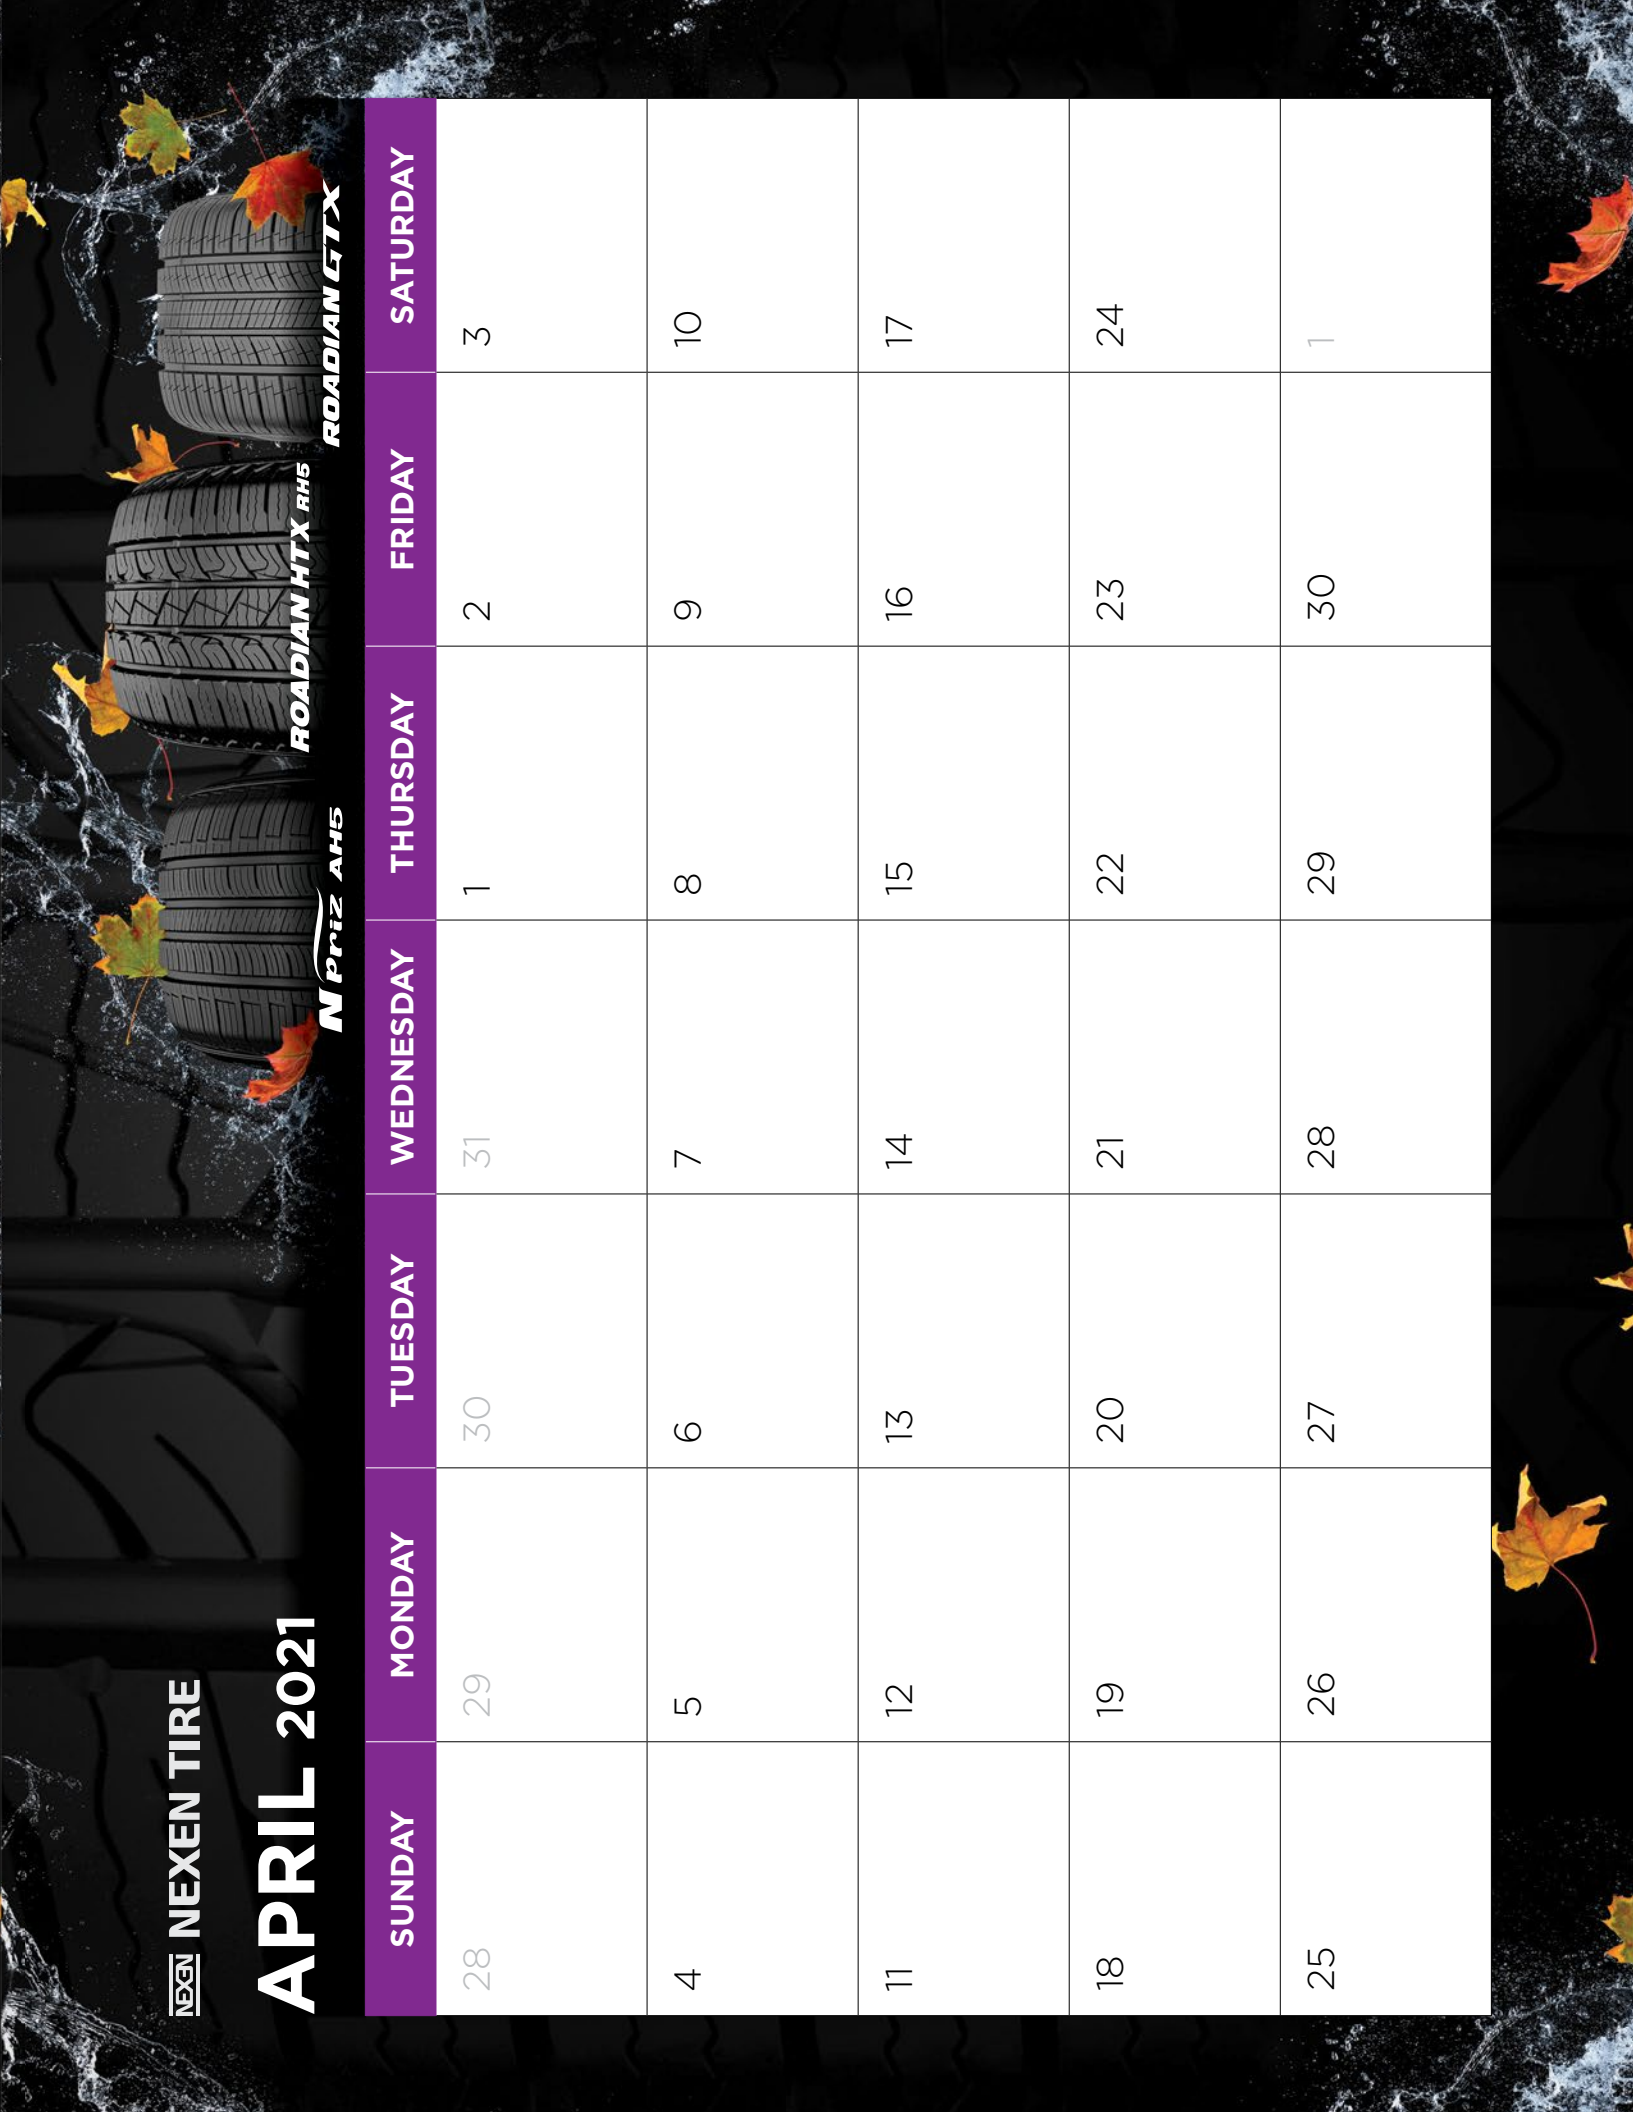 NEXEN NEXEN TIRE
APRIL 2021
N'Priz AH5
ROADIAN HTX RH5
ROADIAN GTX
SUNDAY MONDAY TUESDAY WEDNESDAY THURSDAY FRIDAY SATURDAY
28 29 30 31 1 2 3
4 5 6 7 8 9 10
11 12 13 14 15 16 17
18 19 20 21 22 23 24
25 26 27 28 29 30 1